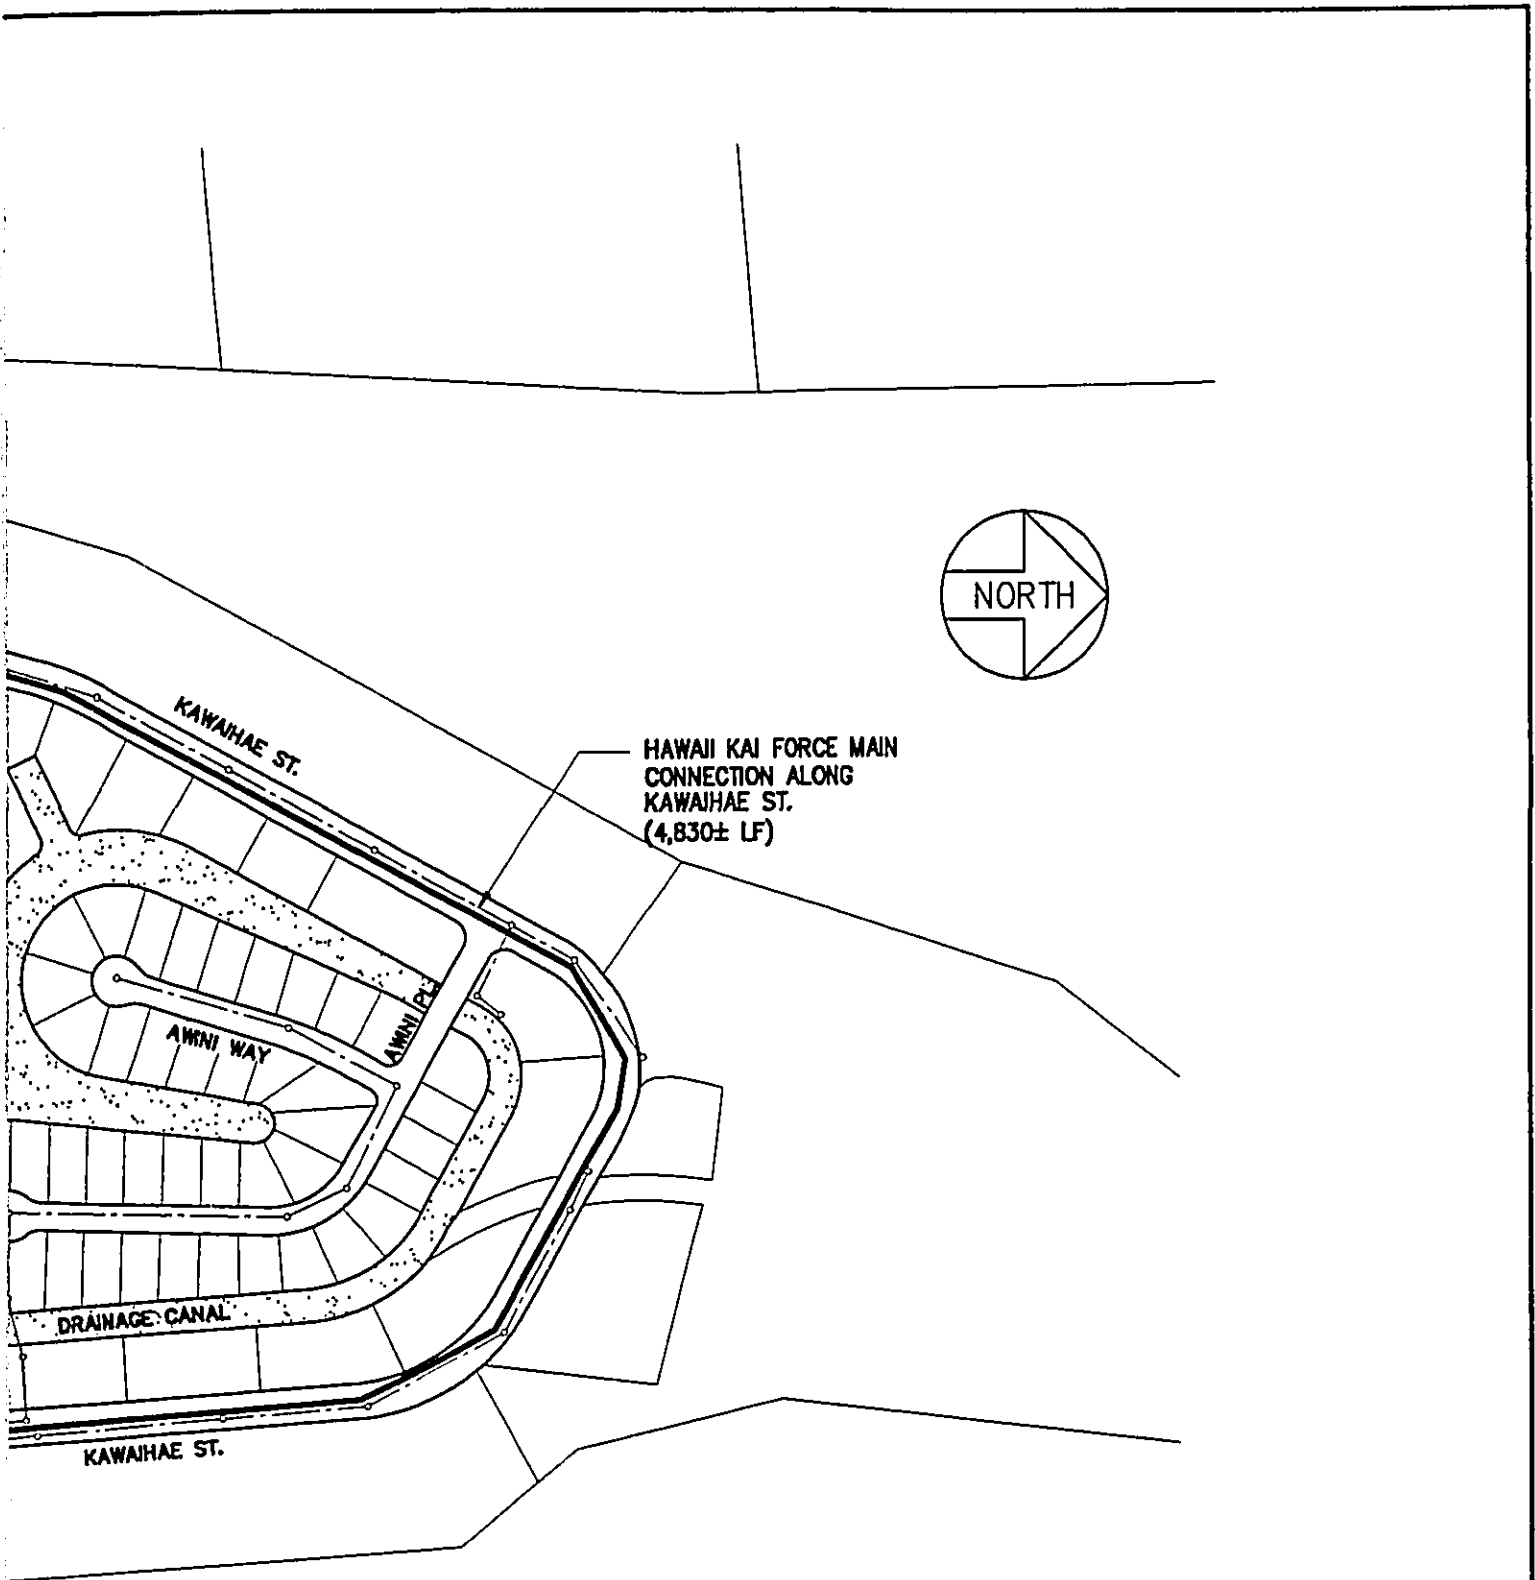 NORTH
KAWAIHAE ST.
HAWAII KAI FORCE MAIN
CONNECTION ALONG
KAWAIHAE ST.
(4,830± LF)
AWINI PL.
AWINI WAY
DRAINAGE CANAL
KAWAIHAE ST.